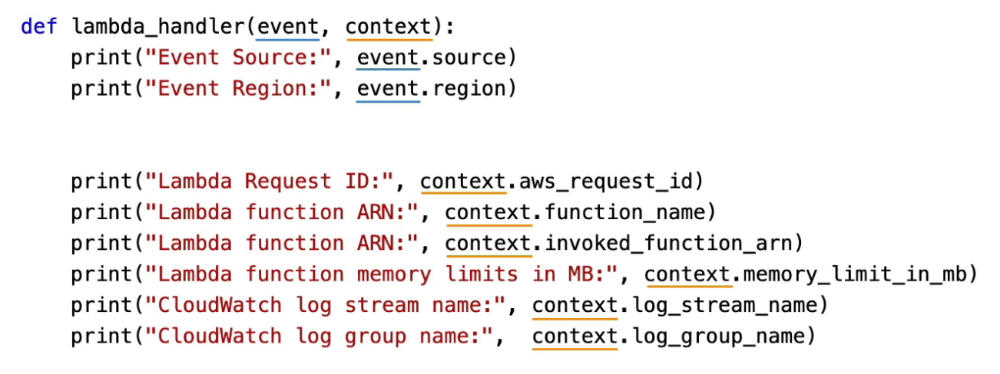 def lambda_handler(event, context):
    print("Event Source:", event.source)
    print("Event Region:", event.region)
    print("Lambda Request ID:", context.aws_request_id)
    print("Lambda function ARN:", context.function_name)
    print("Lambda function ARN:", context.invoked_function_arn)
    print("Lambda function memory limits in MB:", context.memory_limit_in_mb)
    print("CloudWatch log stream name:", context.log_stream_name)
    print("CloudWatch log group name:",  context.log_group_name)